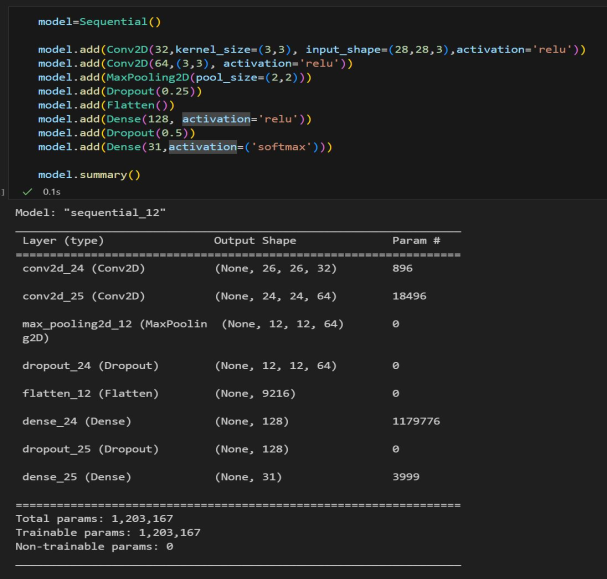 model=Sequential()
model.add(Conv2D(32,kernel_size=(3,3), input_shape=(28,28,3),activation='relu'))
model.add(Conv2D(64,(3,3), activation='relu'))
model.add(MaxPooling2D(pool_size=(2,2)))
model.add(Dropout(0.25))
model.add(Flatten())
model.add(Dense(128, activation='relu'))
model.add(Dropout(0.5))
model.add(Dense(31,activation=('softmax')))
model.summary()
] ✓ 0.1s
Model: "sequential_12"
Layer (type) Output Shape Param #
=================================================================
conv2d_24 (Conv2D) (None, 26, 26, 32) 896
conv2d_25 (Conv2D) (None, 24, 24, 64) 18496
max_pooling2d_12 (MaxPoolin (None, 12, 12, 64) 0
g2D)
dropout_24 (Dropout) (None, 12, 12, 64) 0
flatten_12 (Flatten) (None, 9216) 0
dense_24 (Dense) (None, 128) 1179776
dropout_25 (Dropout) (None, 128) 0
dense_25 (Dense) (None, 31) 3999
=================================================================
Total params: 1,203,167
Trainable params: 1,203,167
Non-trainable params: 0